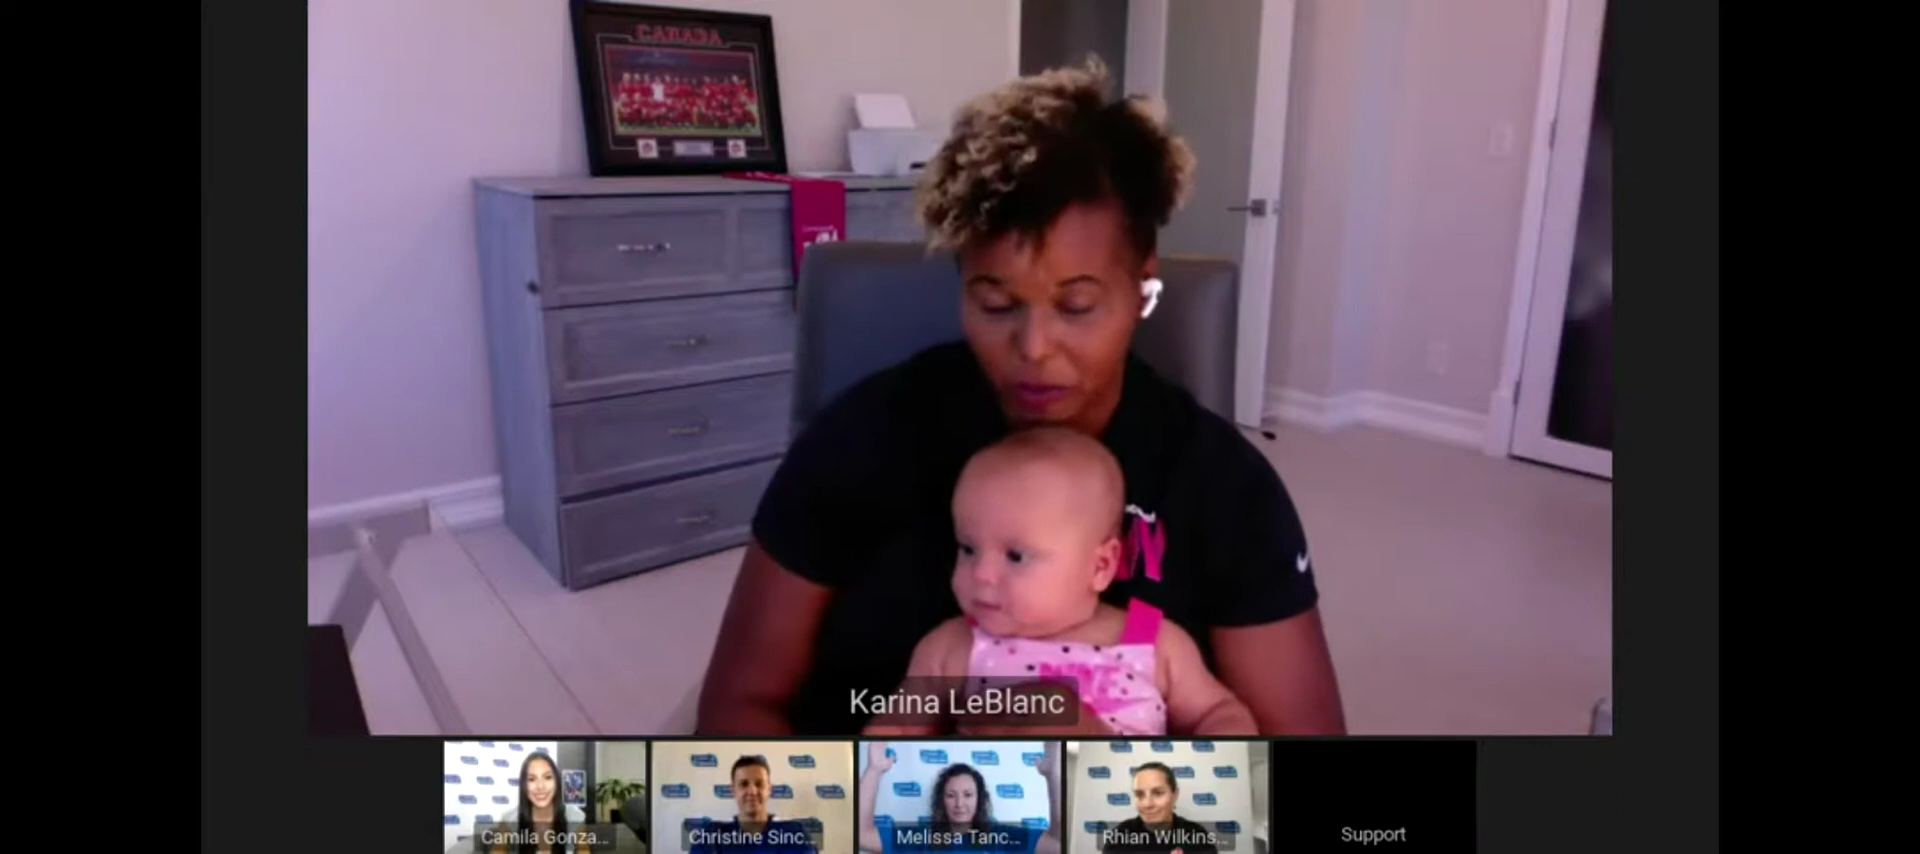 CANADA
Karina LeBlanc
Camila Gonza...
Christine Sinc...
Melissa Tanc...
Rhian Wilkins...
Support